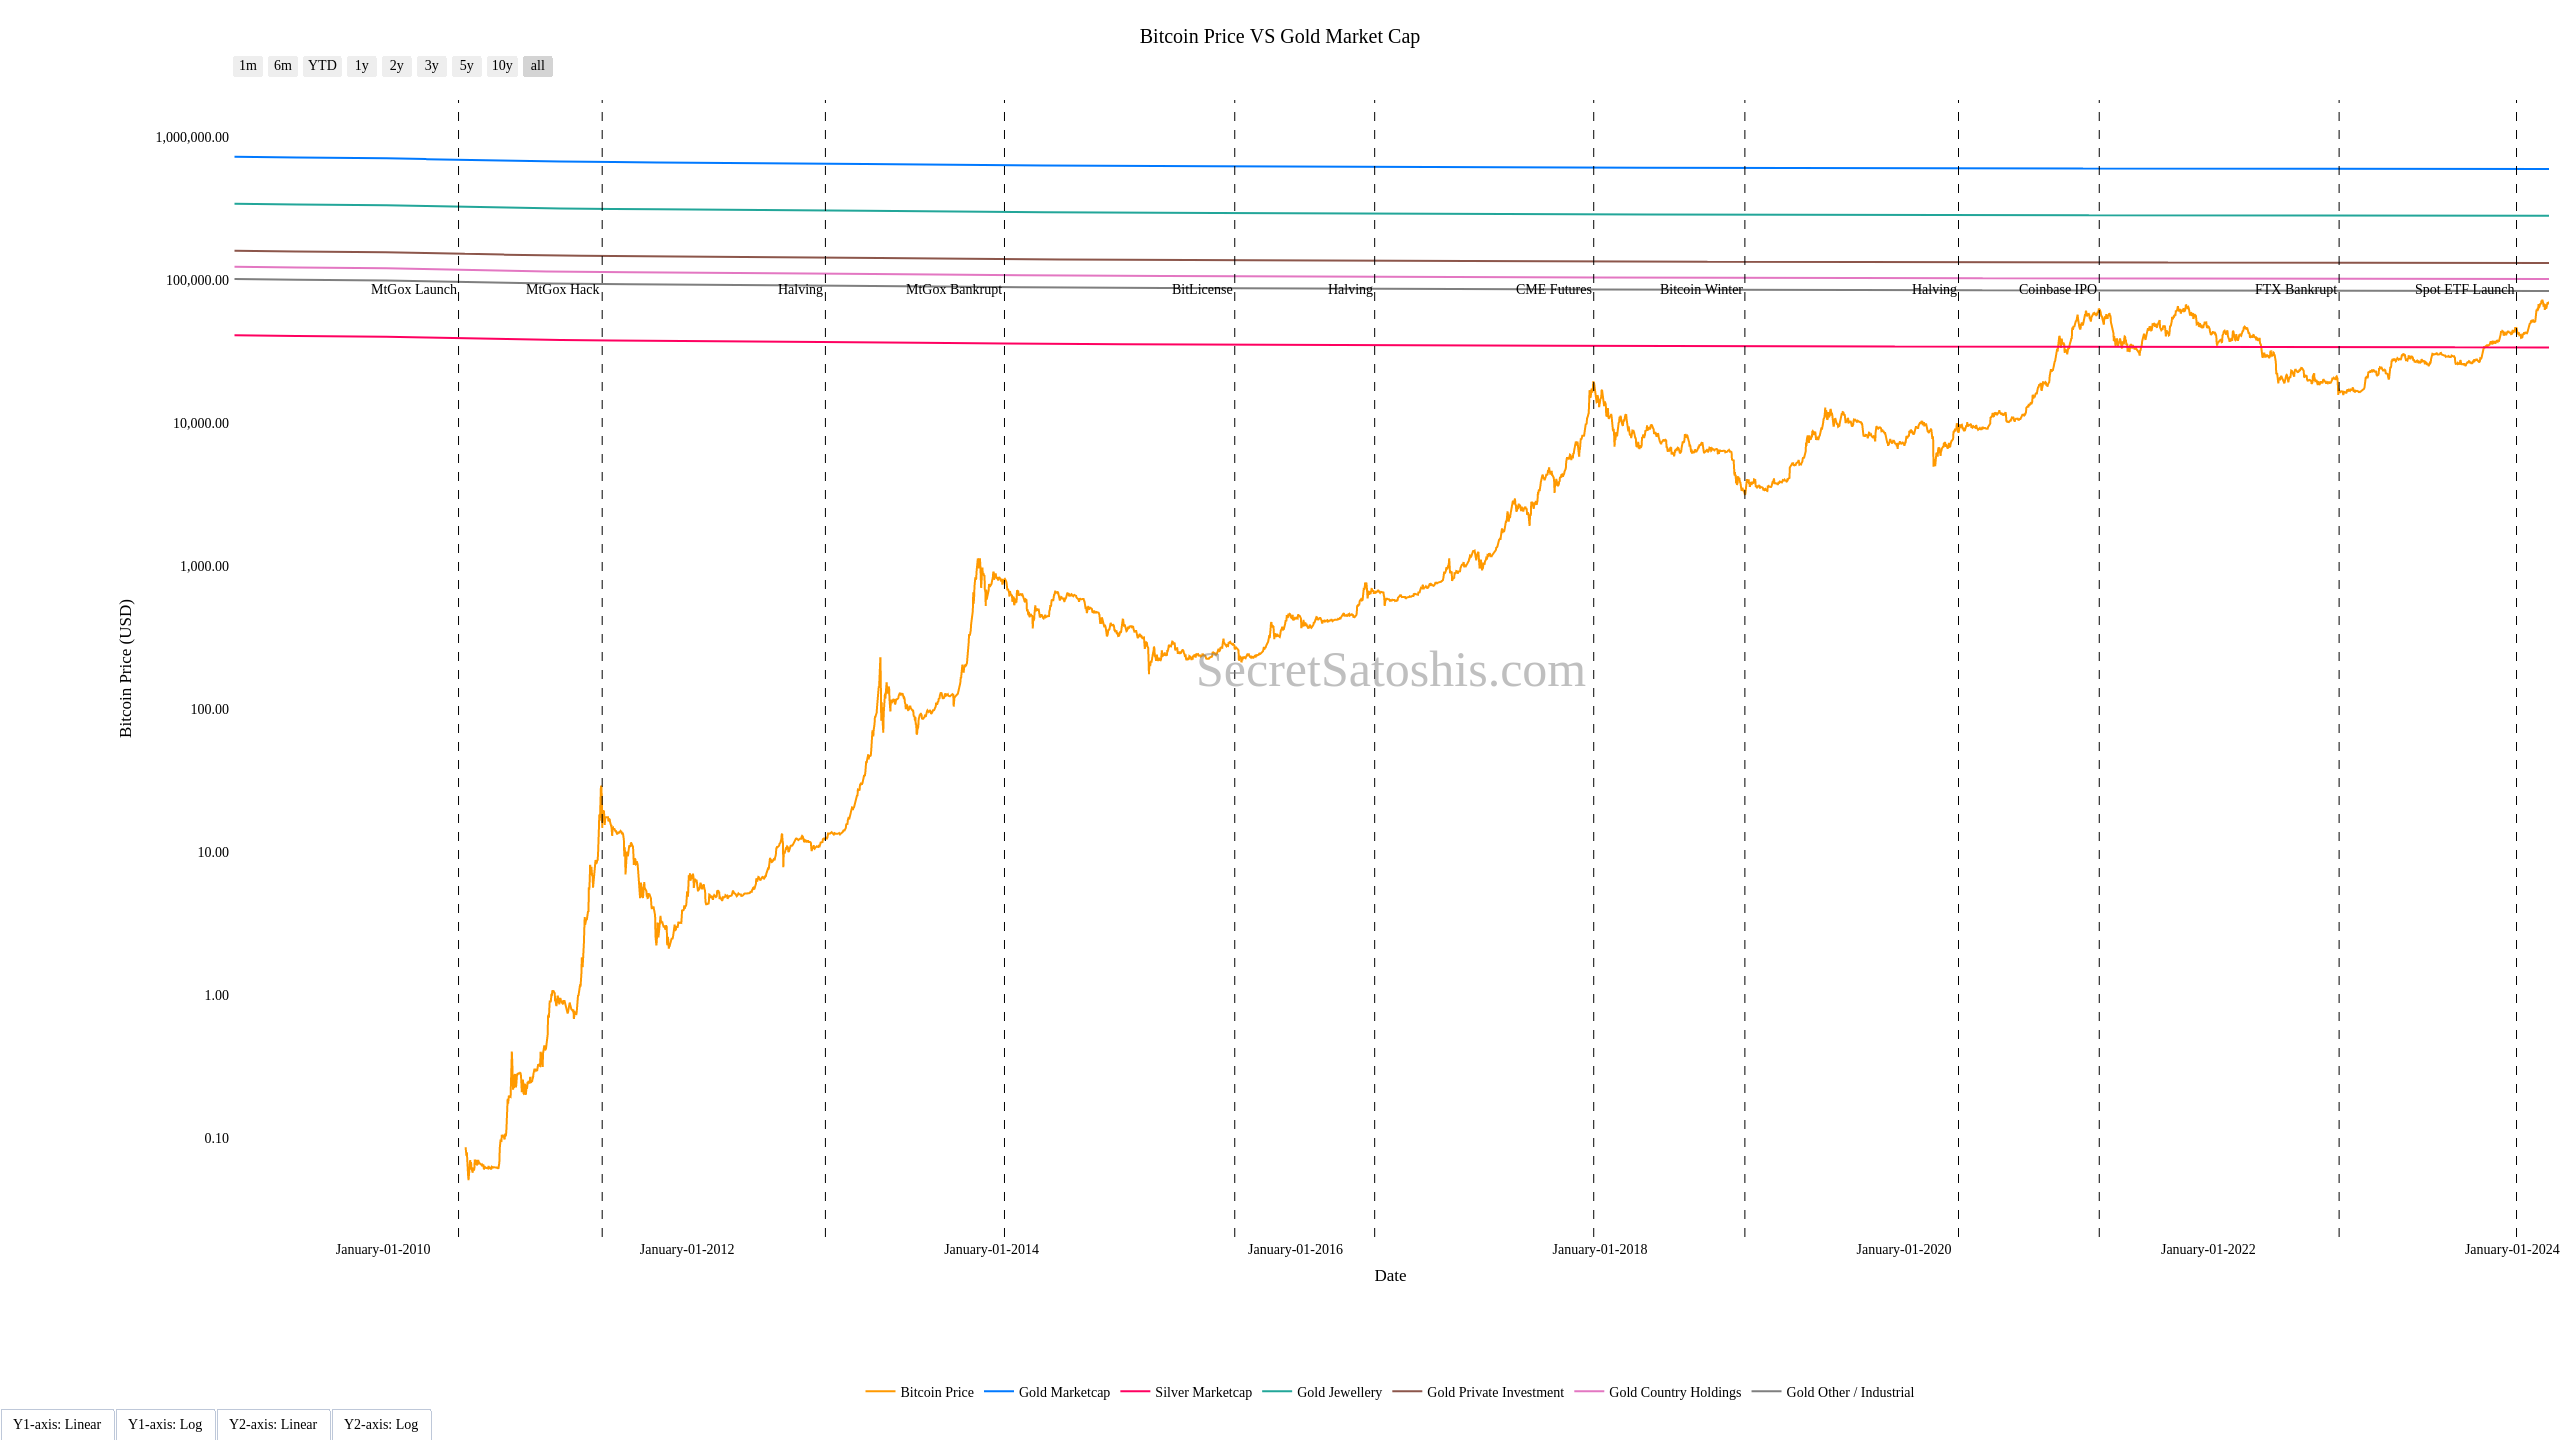 Bitcoin Price VS Gold Market Cap
1m 6m YTD 1y 2y 3y 5y 10y all
1,000,000.00
100,000.00
MtGox Launch MtGox Hack Halving MtGox Bankrupt BitLicense Halving CME Futures Bitcoin Winter Halving Coinbase IPO FTX Bankrupt Spot ETF Launch
10,000.00
1,000.00
Bitcoin Price (USD)
SecretSatoshis.com
100.00
10.00
1.00
0.10
January-01-2010 January-01-2012 January-01-2014 January-01-2016 January-01-2018 January-01-2020 January-01-2022 January-01-2024
Date
Bitcoin Price Gold Marketcap Silver Marketcap Gold Jewellery Gold Private Investment Gold Country Holdings Gold Other / Industrial
Y1-axis: Linear Y1-axis: Log Y2-axis: Linear Y2-axis: Log